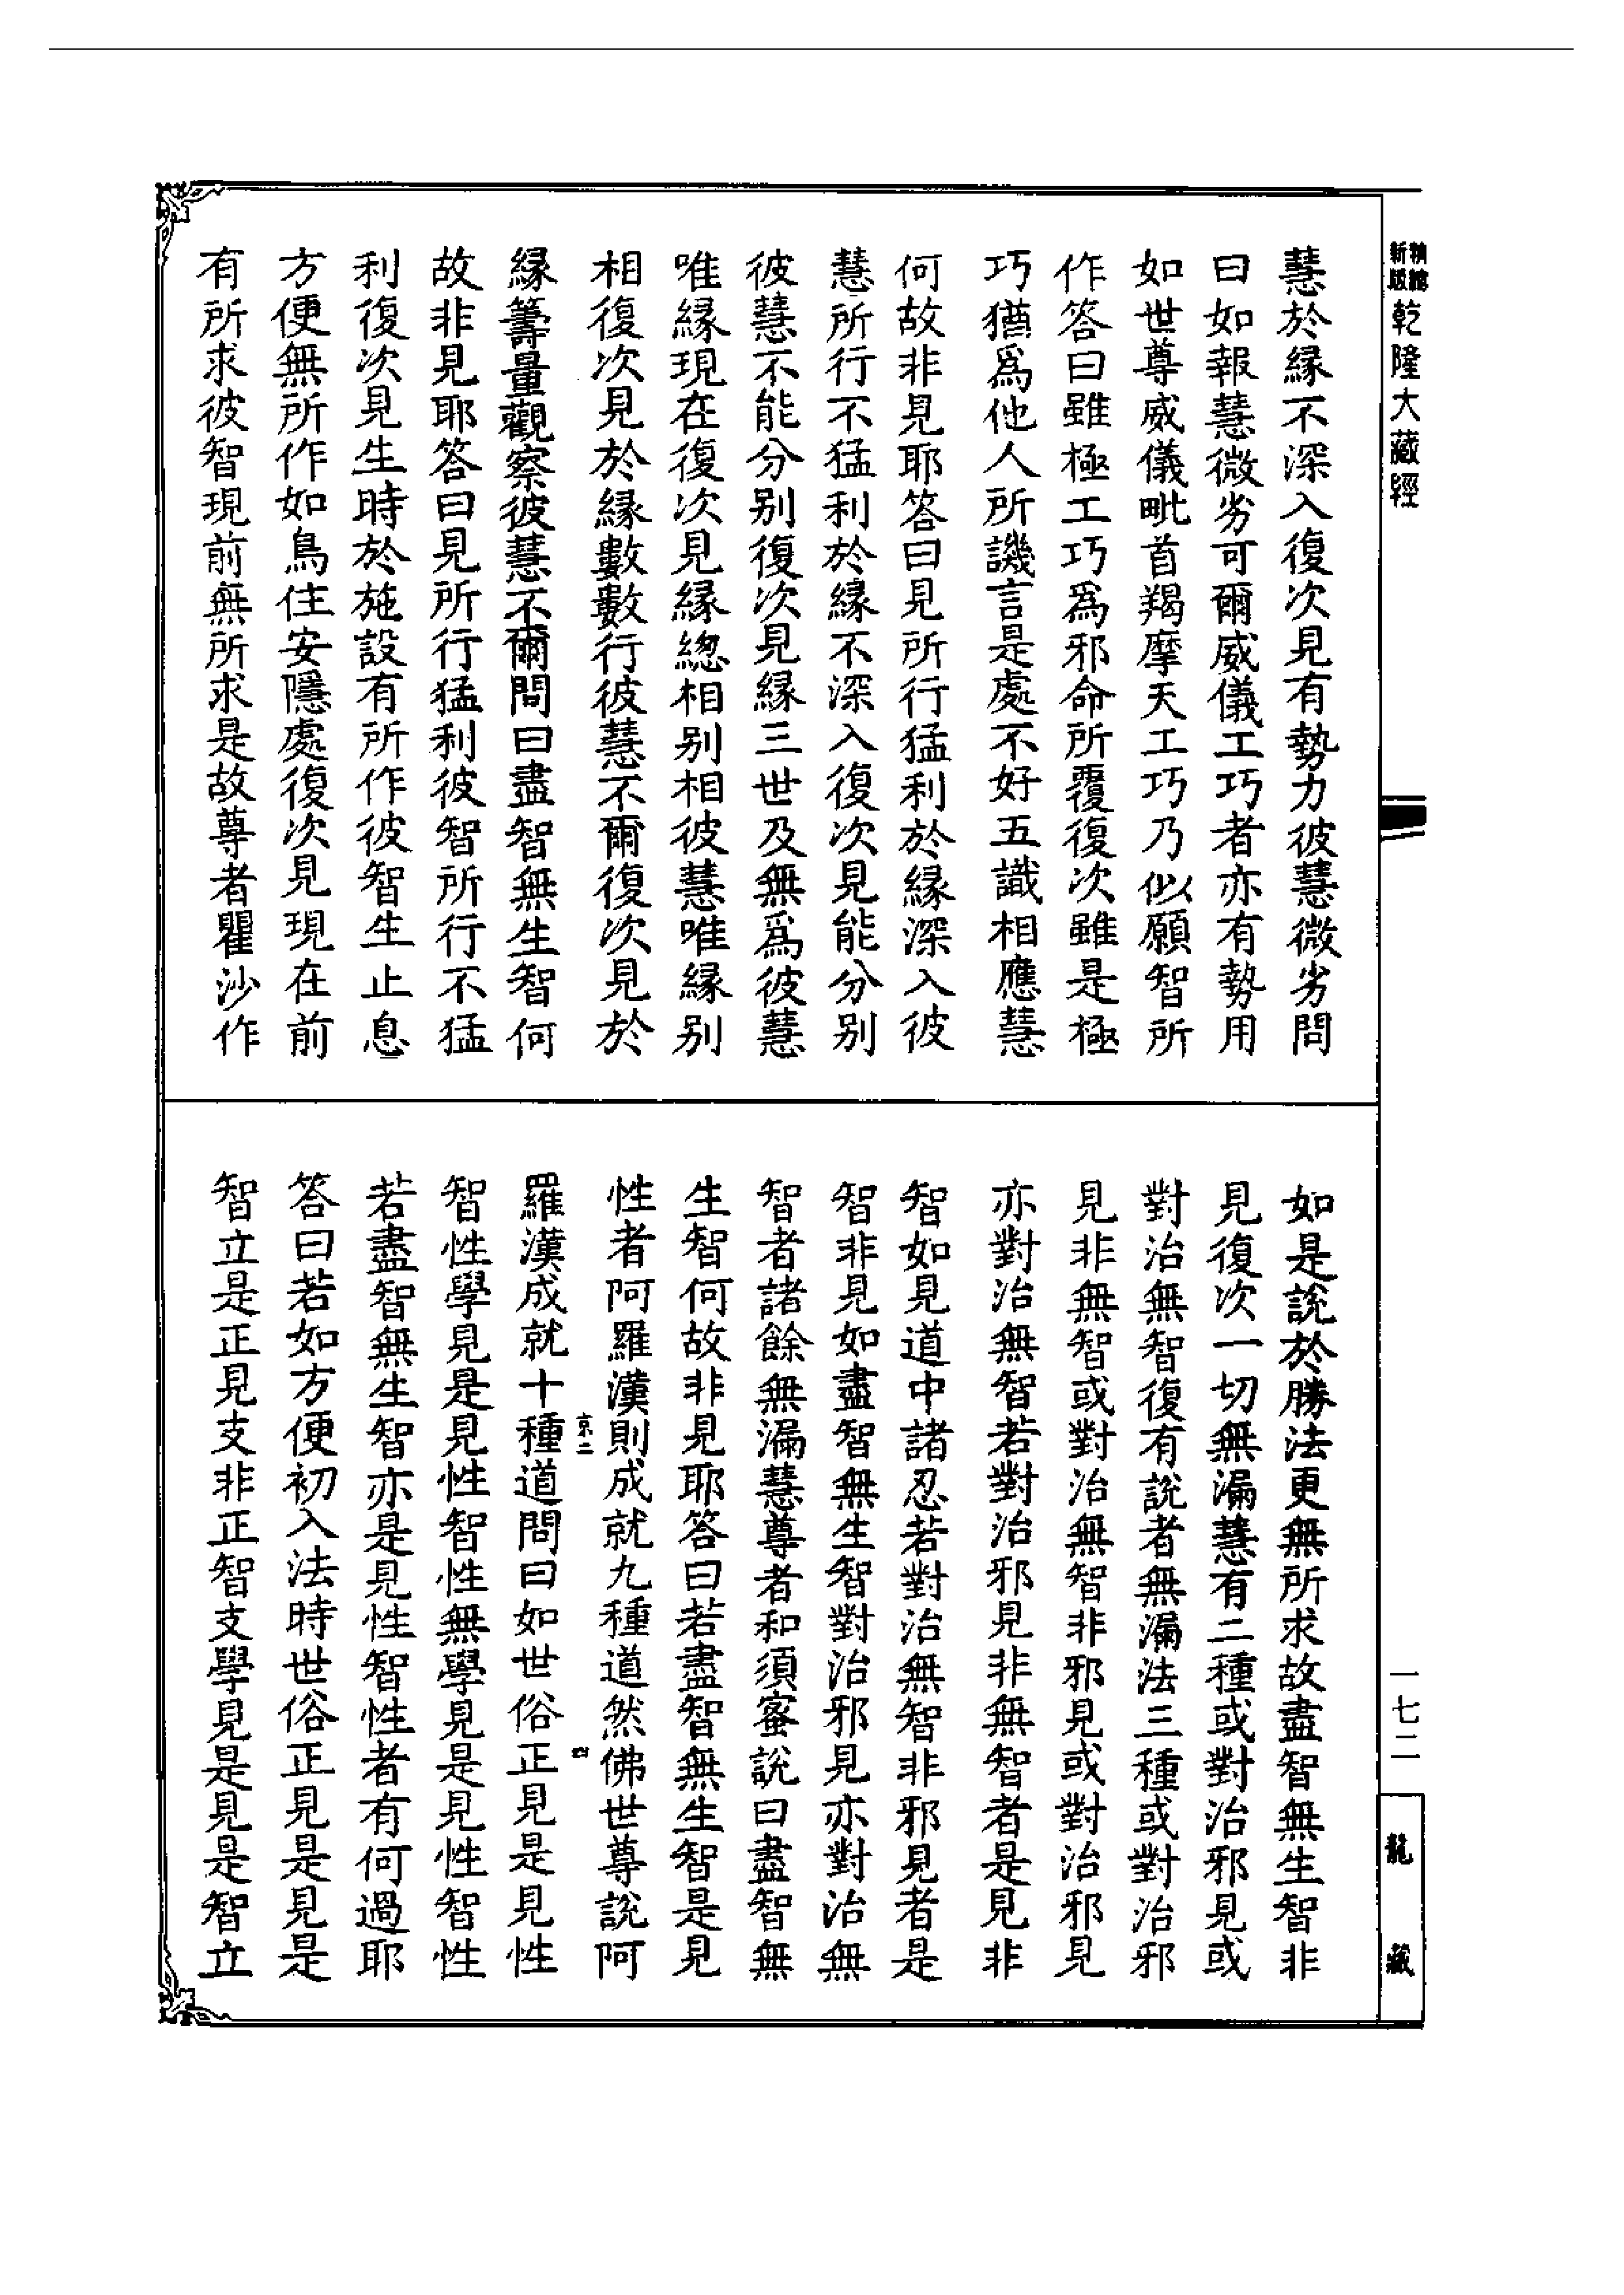 精縮
新版
乾隆大藏經
一七二
龍藏
慧於緣不深入復次見有勢力彼慧微劣問
曰如報慧微劣可爾威儀工巧者亦有勢用
如世尊威儀毗首羯摩天工巧乃似願智所
作答曰雖極工巧爲邪命所覆復次雖是極
巧猶爲他人所譏言是處不好五識相應慧
何故非見耶答曰見所行猛利於緣深入彼
慧所行不猛利於緣不深入復次見能分别
彼慧不能分别復次見緣三世及無爲彼慧
唯緣現在復次見緣緫相别相彼慧唯緣别
相復次見於緣數數行彼慧不爾復次見於
緣籌量觀察彼慧不爾問曰盡智無生智何
故非見耶答曰見所行猛利彼智所行不猛
利復次見生時於施設有所作彼智生止息
方便無所作如鳥住安隱處復次見現在前
有所求彼智現前無所求是故尊者瞿沙作
如是說於勝法更無所求故盡智無生智非
見復次一切無漏慧有二種或對治邪見或
對治無智復有說者無漏法三種或對治邪
見非無智或對治無智非邪見或對治邪見
亦對治無智若對治邪見非無智者是見非
智如見道中諸忍若對治無智非邪見者是
智非見如盡智無生智對治邪見亦對治無
智者諸餘無漏慧尊者和須蜜說曰盡智無
生智何故非見耶答曰若盡智無生智是見
性者阿羅漢則成就九種道然佛世尊說阿
京二
四
羅漢成就十種道問曰如世俗正見是見性
智性學見是見性智性無學見是見性智性
若盡智無生智亦是見性智性者有何過耶
答曰若如方便初入法時世俗正見是見是
智立是正見支非正智支學見是見是智立